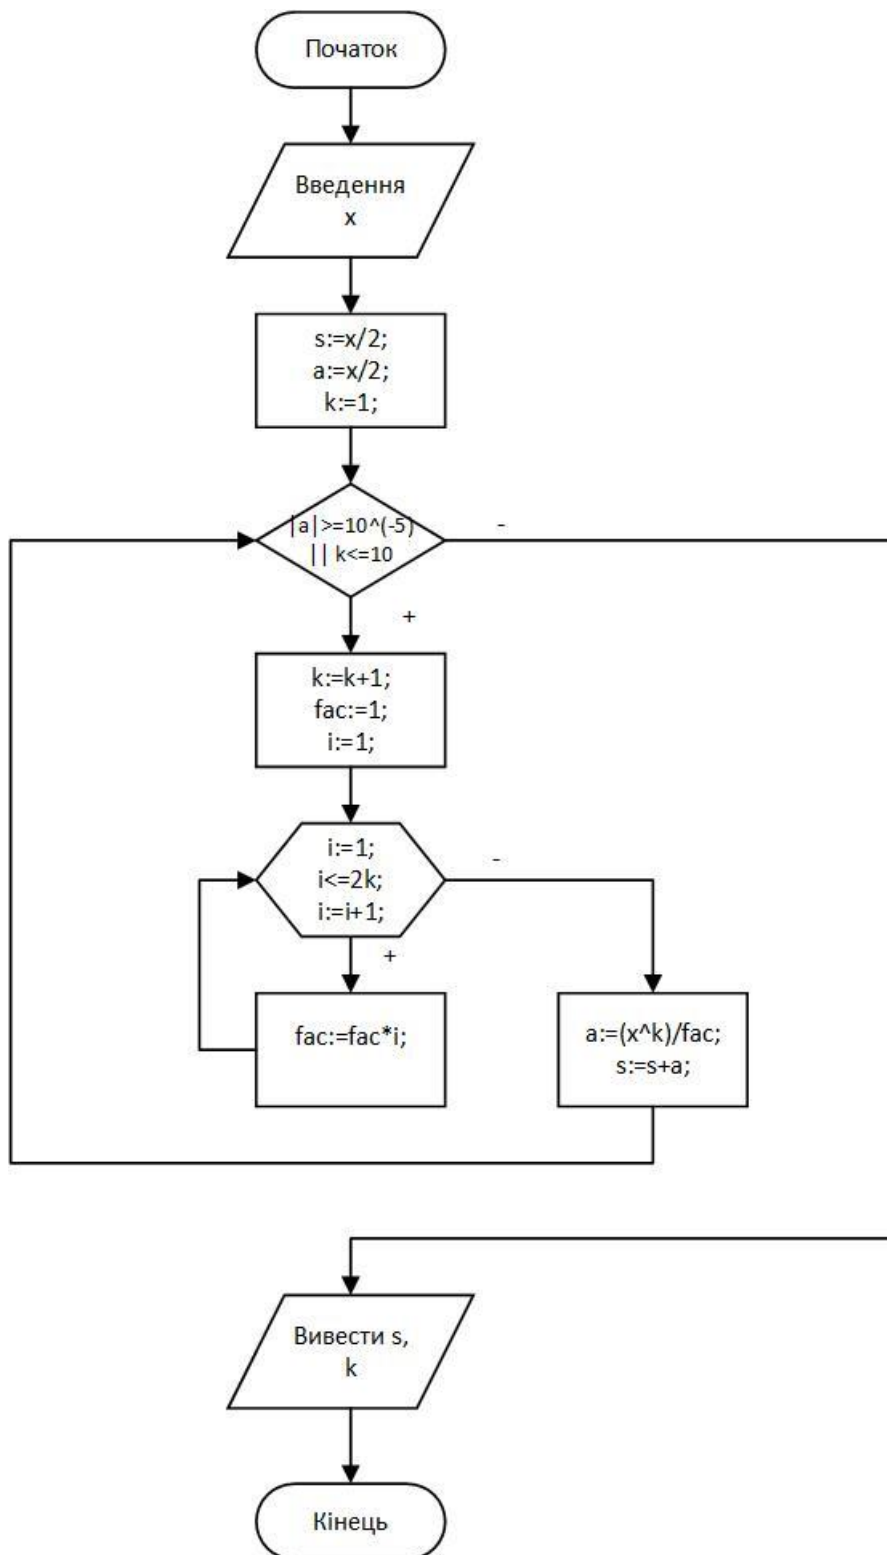 Початок
Введення
x
s:=x/2;
a:=x/2;
k:=1;
|a|>=10^(-5)
|| k<=10
-
+
k:=k+1;
fac:=1;
i:=1;
i:=1;
i<=2k;
i:=i+1;
-
+
fac:=fac*i;
a:=(x^k)/fac;
s:=s+a;
Вивести s,
k
Кінець